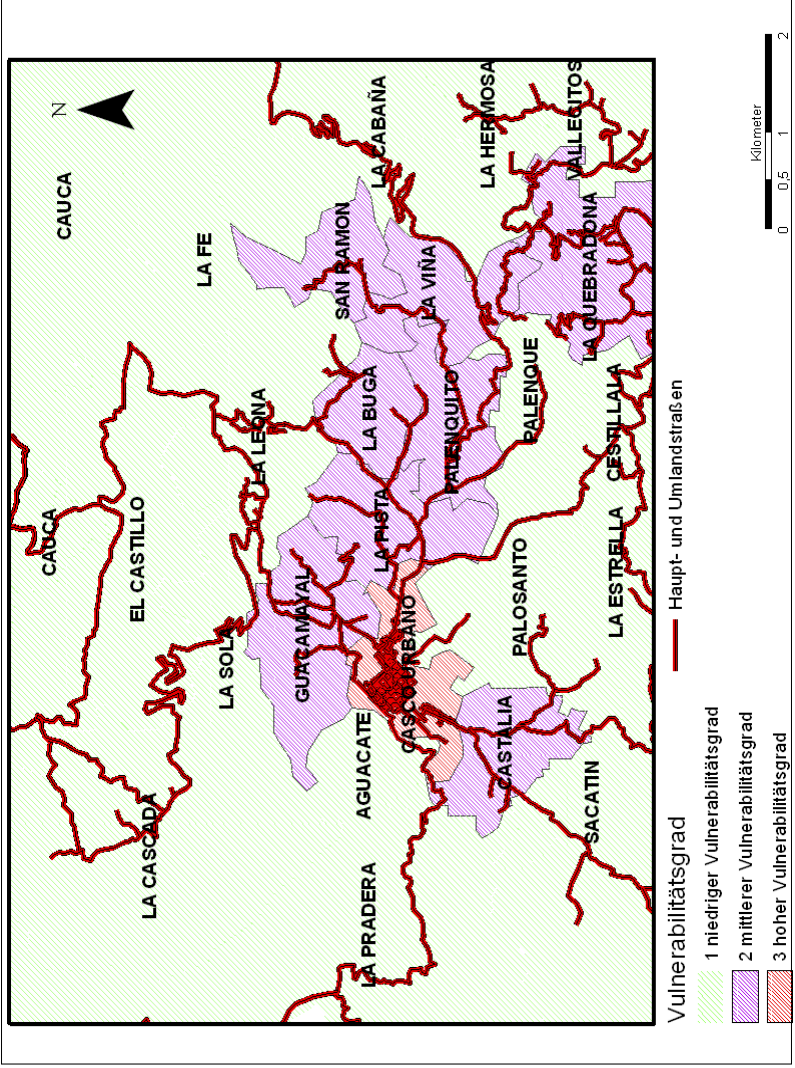 CAUCA
N
CAUCA
EL CASTILLO
LA CASCADA
LA FE
LA SOLA
LA LEONA
GUACAMAYAL
SAN RAMON
AGUACATE
LA PRADERA
LA BUGA
LA CABAÑA
LA PISTA
CASCO URBANO
LA VIÑA
PALENQUITO
LA HERMOSA
CASTALIA
PALOSANTO
PALENQUE
VALLECITOS
SACATIN
LA QUEBRADONA
LA ESTRELLA
CESTILLALA
Vulnerabilitätsgrad
1 niedriger Vulnerabilitätsgrad
2 mittlerer Vulnerabilitätsgrad
3 hoher Vulnerabilitätsgrad
Haupt- und Umlandstraßen
Kilometer
0 0,5 1 2